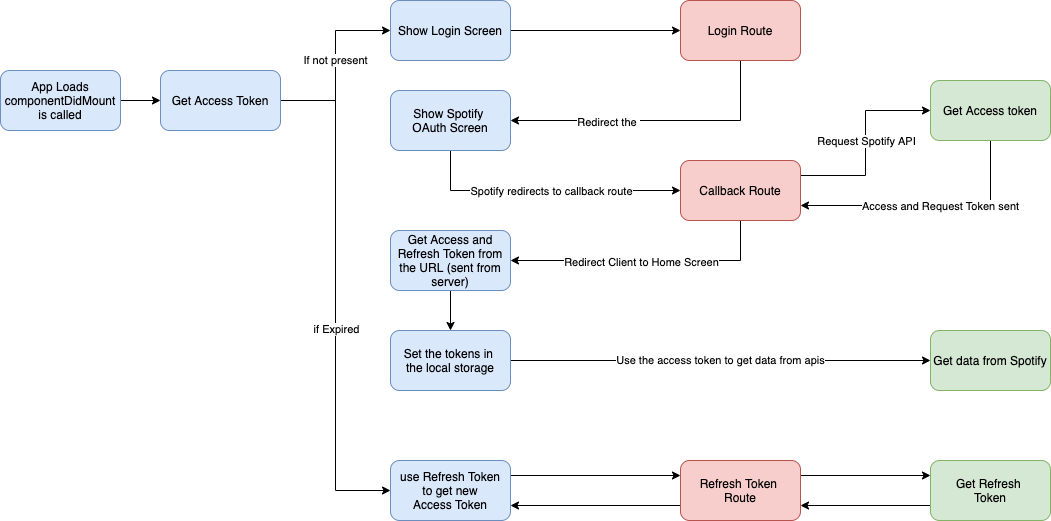 Show Login Screen
Login Route
If not present
App Loads
componentDidMount
is called
Get Access Token
Show Spotify
OAuth Screen
Redirect the
Get Access token
Request Spotify API
Spotify redirects to callback route
Callback Route
Access and Request Token sent
Get Access and
Refresh Token from
the URL (sent from
server)
Redirect Client to Home Screen
if Expired
Set the tokens in
the local storage
Use the access token to get data from apis
Get data from Spotify
use Refresh Token
to get new
Access Token
Refresh Token
Route
Get Refresh
Token